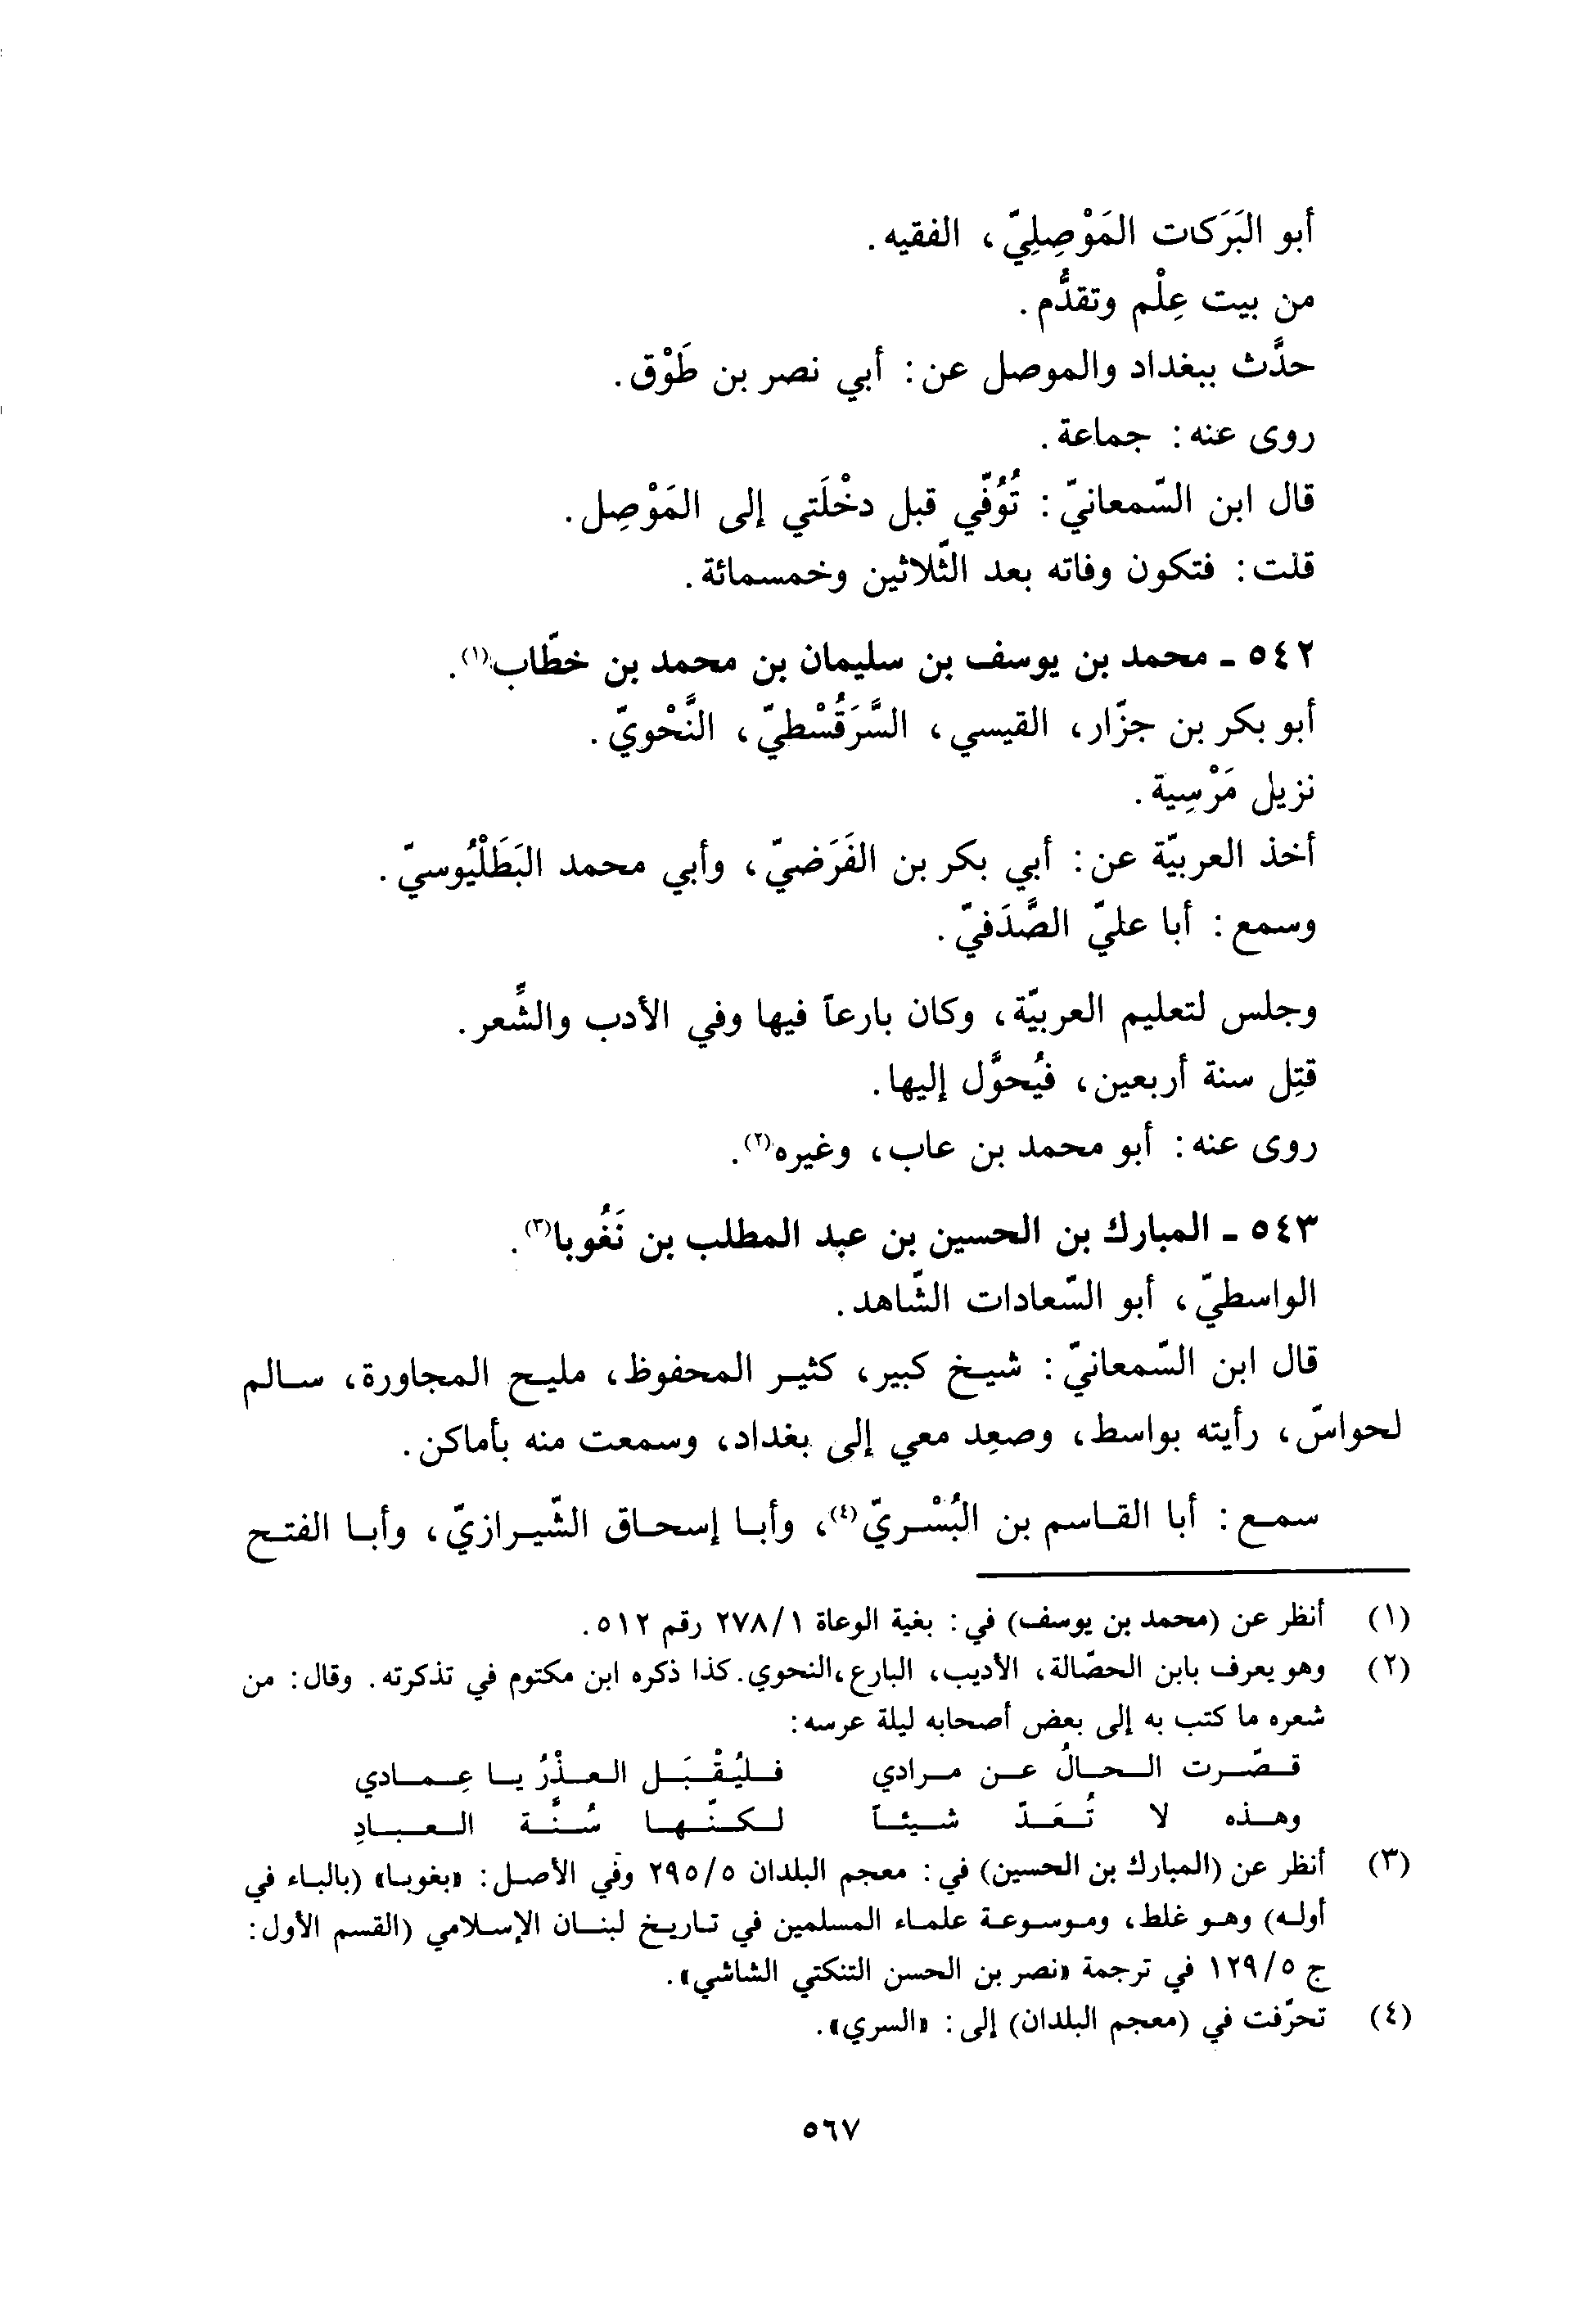 أبو البَرَكات المَوْصِلِيّ، الفقيه.
من بيت عِلْم وتقدُّم.
حدَّث ببغداد والموصل عن: أبي نصر بن طَوْق.
روى عنه: جماعة.
قال ابن السّمعانيّ: تُوُفّي قبل دخْلَتي إلى المَوْصِل.
قلت: فتكون وفاته بعد الثّلاثين وخمسمائة.
٥٤٢ - محمد بن يوسف بن سليمان بن محمد بن خطّاب(١).
أبو بكر بن جزّار، القيسي، السَّرَقُسْطيّ، النَّحْويّ.
نزيل مَرْسِية.
أخذ العربيّة عن: أبي بكر بن الفَرَضيّ، وأبي محمد البَطَلْيُوسيّ.
وسمع: أبا عليّ الصَّدَفيّ.
وجلس لتعليم العربيّة، وكان بارعاً فيها وفي الأدب والشِّعر.
قتِل سنة أربعين، فيُحوَّل إليها.
روى عنه: أبو محمد بن عاب، وغيره(٢).
٥٤٣ - المبارك بن الحسين بن عبد المطلب بن نَغُوبا(٣).
الواسطيّ، أبو السّعادات الشّاهد.
قال ابن السّمعانيّ: شيخ كبير، كثير المحفوظ، مليح المجاورة، سالم
لحواسّ، رأيته بواسط، وصعِد معي إلى بغداد، وسمعت منه بأماكن.
سمع: أبا القاسم بن البُسْريّ(٤)، وأبا إسحاق الشّيرازيّ، وأبا الفتح
(١) أنظر عن (محمد بن يوسف) في: بغية الوعاة ٢٧٨/١ رقم ٥١٢.
(٢) وهو يعرف بابن الحصّالة، الأديب، البارع، النحوي. كذا ذكره ابن مكتوم في تذكرته. وقال: من
شعره ما كتب به إلى بعض أصحابه ليلة عرسه:
قصّرت الحالُ عن مرادي فليُقْبَل العذْرُ يا عِمادي
وهذه لا تُعَدّ شيئاً لكنّها سُنَّة العبادِ
(٣) أنظر عن (المبارك بن الحسين) في: معجم البلدان ٢٩٥/٥ وفي الأصل: «بغوبا» (بالباء في
أوله) وهو غلط، وموسوعة علماء المسلمين في تاريخ لبنان الإسلامي (القسم الأول:
ج ١٢٩/٥ في ترجمة «نصر بن الحسن التنكتي الشاشي».
(٤) تحرّفت في (معجم البلدان) إلى: «السري».
٥٦٧